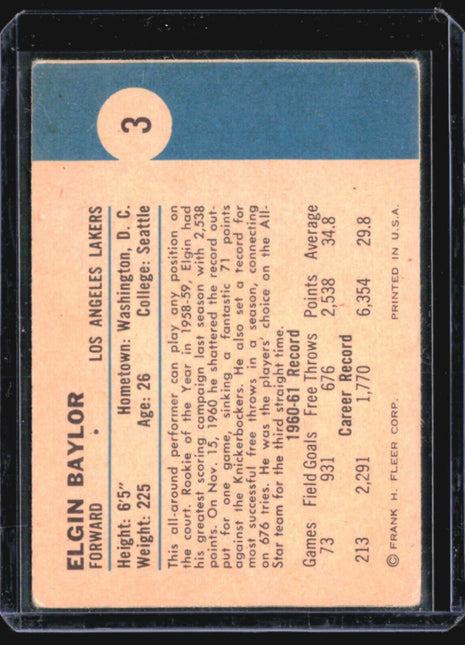 3
ELGIN BAYLOR
FORWARD LOS ANGELES LAKERS
Height: 6'5" Hometown: Washington, D. C.
Weight: 225 Age: 26 College: Seattle
This all-around performer can play any position on
the court. Rookie of the Year in 1958-59, Elgin had
his greatest scoring campaign last season with 2,538
points. On Nov. 15, 1960 he shattered the record out-
put for one game, sinking a fantastic 71 points
against the Knickerbockers. He also set a record for
most successful free throws in a season, connecting
on 676 tries. He was the players' choice on the All-
Star team for the third straight time.
1960-61 Record
Games Field Goals Free Throws Points Average
73 931 676 2,538 34.8
Career Record
213 2,291 1,770 6,354 29.8
© FRANK H. FLEER CORP. PRINTED IN U.S.A.